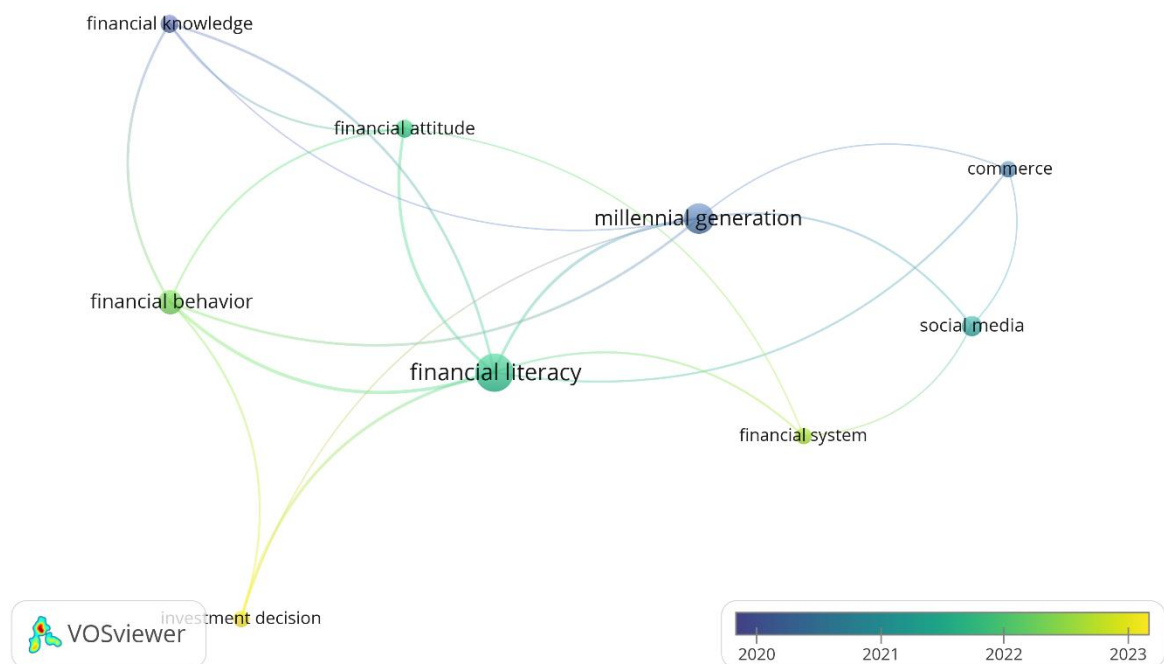 financial knowledge
financial attitude
commerce
millennial generation
financial behavior
social media
financial literacy
financial system
investment decision
VOSviewer
2020 2021 2022 2023